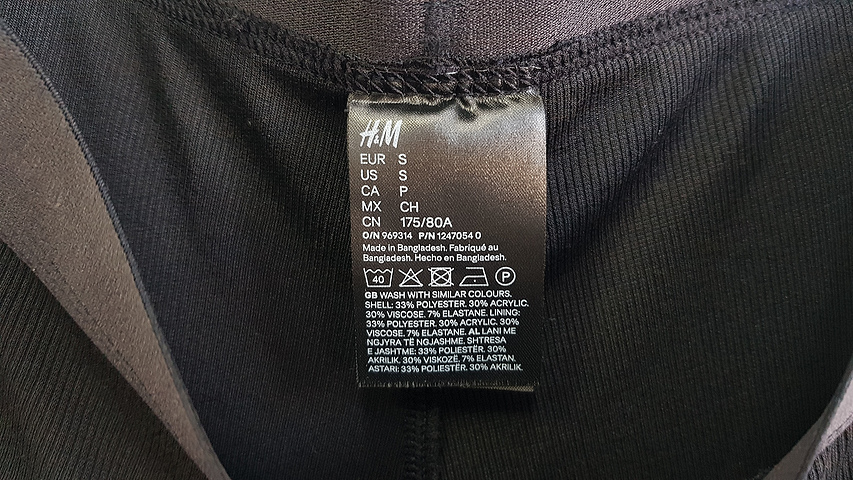 H&M
EUR S
US S
CA P
MX CH
CN 175/80A
O/N 969314 P/N 1247054 0
Made in Bangladesh. Fabriqué au
Bangladesh. Hecho en Bangladesh.
40 P
GB WASH WITH SIMILAR COLOURS.
SHELL: 33% POLYESTER. 30% ACRYLIC.
30% VISCOSE. 7% ELASTANE. LINING:
33% POLYESTER. 30% ACRYLIC. 30%
VISCOSE. 7% ELASTANE. AL LANI ME
NGJYRA TË NGJASHME. SHTRESA
E JASHTME: 33% POLIESTËR. 30%
AKRILIK. 30% VISKOZË. 7% ELASTAN.
ASTARI: 33% POLIESTËR. 30% AKRILIK.